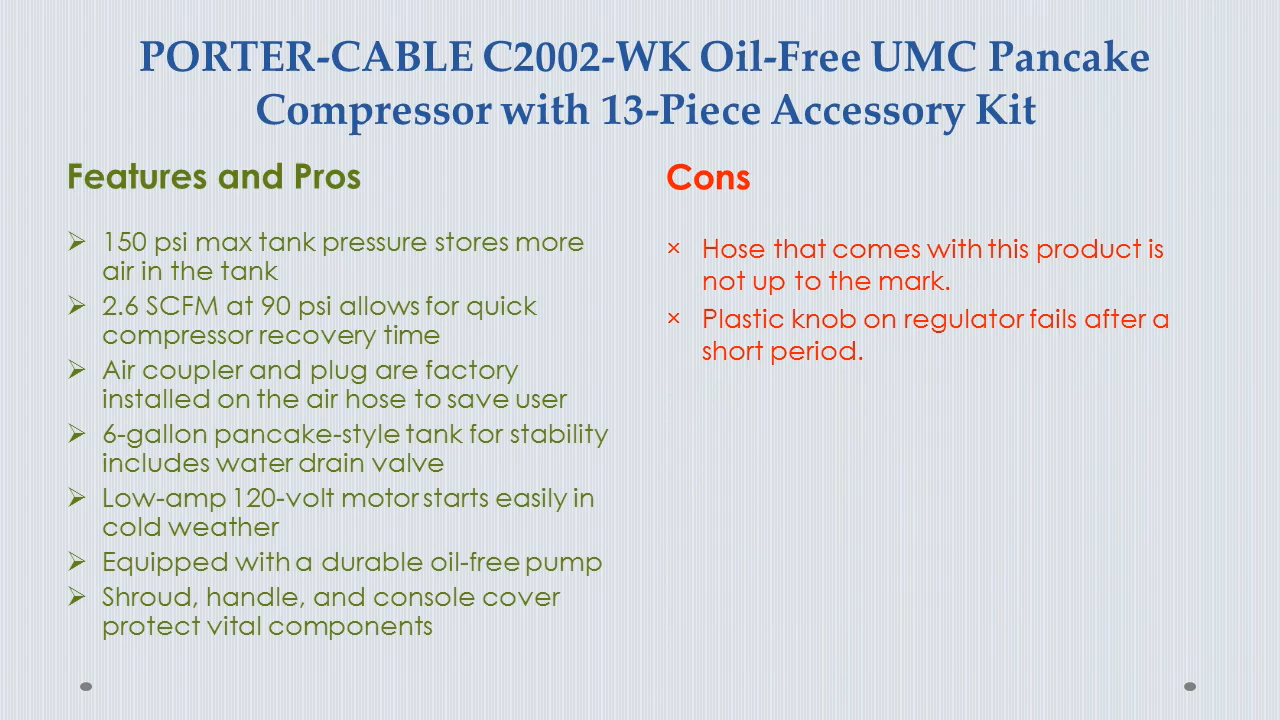 PORTER-CABLE C2002-WK Oil-Free UMC Pancake
Compressor with 13-Piece Accessory Kit
Features and Pros
150 psi max tank pressure stores more
air in the tank
2.6 SCFM at 90 psi allows for quick
compressor recovery time
Air coupler and plug are factory
installed on the air hose to save user
6-gallon pancake-style tank for stability
includes water drain valve
Low-amp 120-volt motor starts easily in
cold weather
Equipped with a durable oil-free pump
Shroud, handle, and console cover
protect vital components
Cons
Hose that comes with this product is
not up to the mark.
Plastic knob on regulator fails after a
short period.